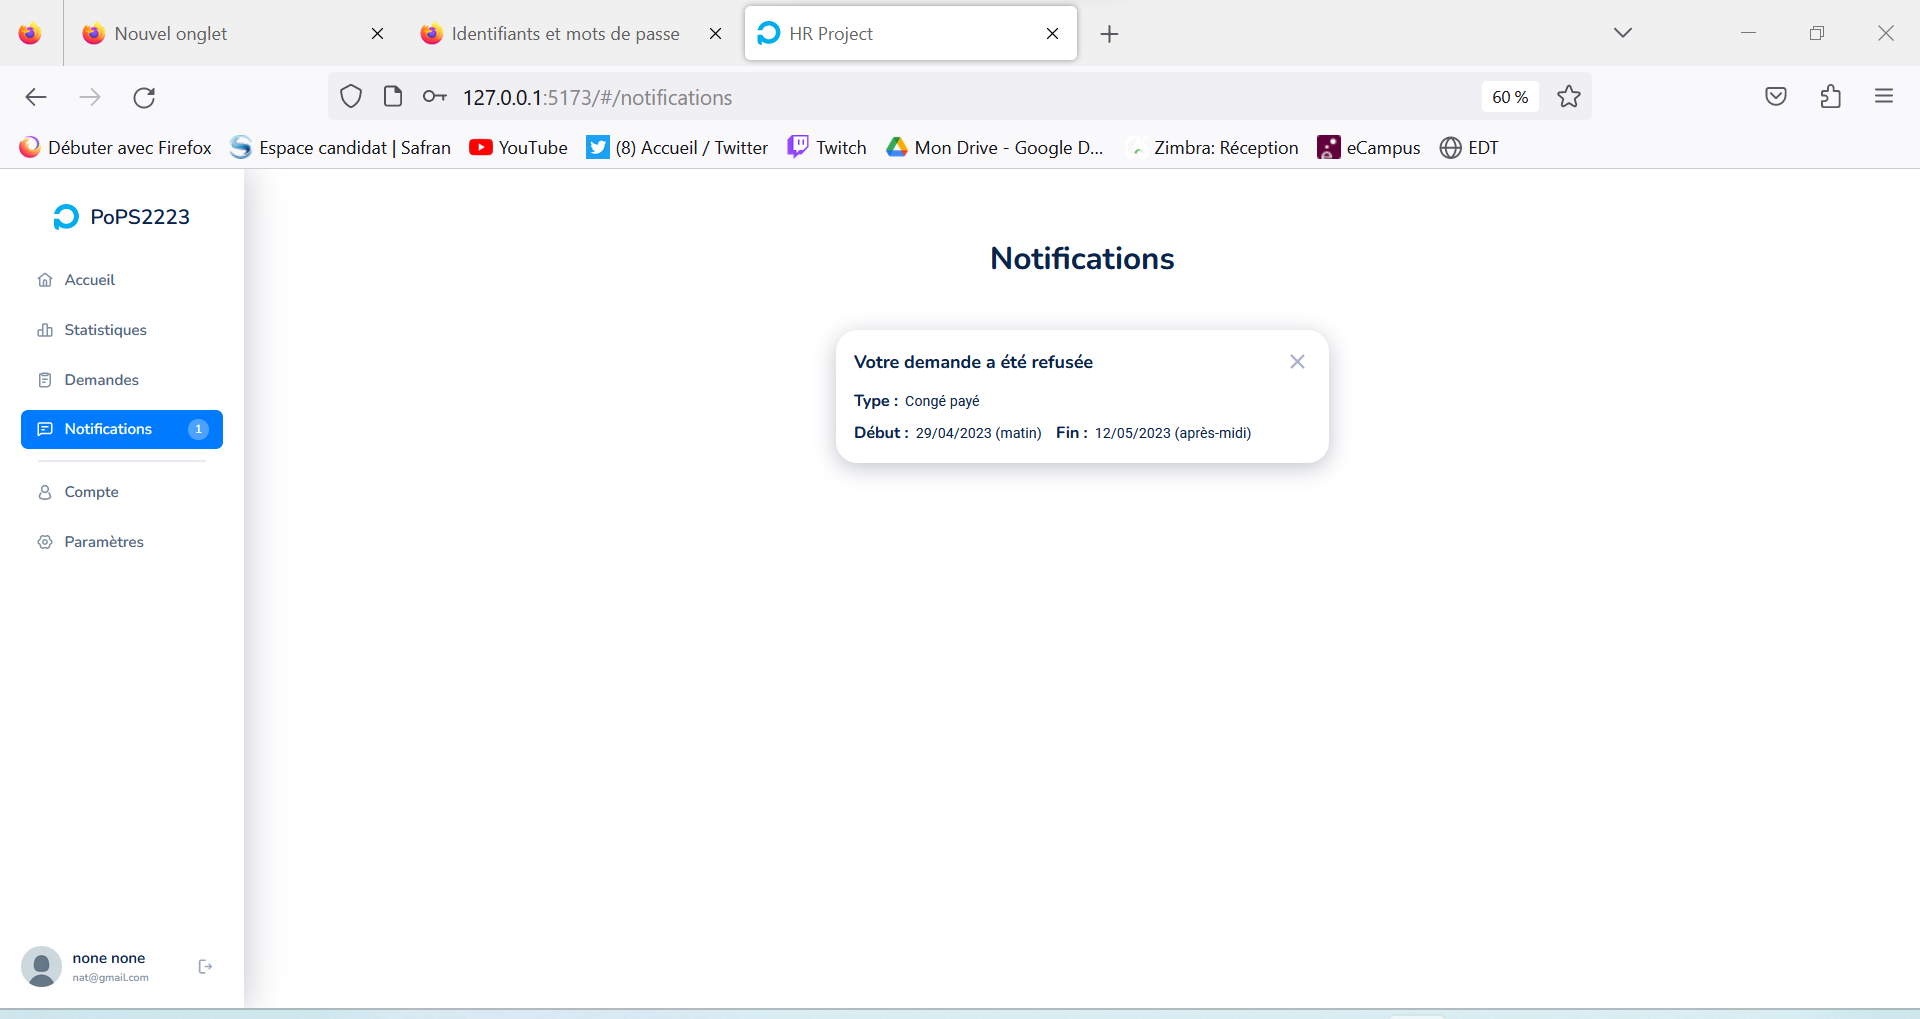 Nouvel onglet
Identifiants et mots de passe
HR Project
127.0.0.1:5173/#/notifications
60 %
Débuter avec Firefox
Espace candidat | Safran
YouTube
(8) Accueil / Twitter
Twitch
Mon Drive - Google D...
Zimbra: Réception
eCampus
EDT
PoPS2223
Accueil
Statistiques
Demandes
Notifications 1
Compte
Paramètres
none none
nat@gmail.com
Notifications
Votre demande a été refusée
Type : Congé payé
Début : 29/04/2023 (matin) Fin : 12/05/2023 (après-midi)